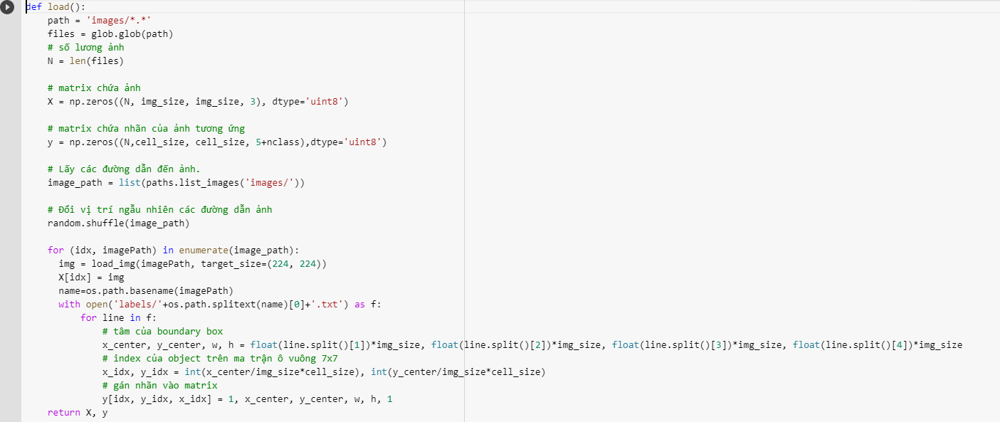 def load():
    path = 'images/*.*'
    files = glob.glob(path)
    # số lương ảnh
    N = len(files)

    # matrix chứa ảnh
    X = np.zeros((N, img_size, img_size, 3), dtype='uint8')

    # matrix chứa nhãn của ảnh tương ứng
    y = np.zeros((N,cell_size, cell_size, 5+nclass),dtype='uint8')

    # Lấy các đường dẫn đến ảnh.
    image_path = list(paths.list_images('images/'))

    # Đổi vị trí ngẫu nhiên các đường dẫn ảnh
    random.shuffle(image_path)

    for (idx, imagePath) in enumerate(image_path):
      img = load_img(imagePath, target_size=(224, 224))
      X[idx] = img
      name=os.path.basename(imagePath)
      with open('labels/'+os.path.splitext(name)[0]+'.txt') as f:
          for line in f:
              # tâm của boundary box
              x_center, y_center, w, h = float(line.split()[1])*img_size, float(line.split()[2])*img_size, float(line.split()[3])*img_size, float(line.split()[4])*img_size
              # index của object trên ma trận ô vuông 7x7
              x_idx, y_idx = int(x_center/img_size*cell_size), int(y_center/img_size*cell_size)
              # gán nhãn vào matrix
              y[idx, y_idx, x_idx] = 1, x_center, y_center, w, h, 1
    return X, y